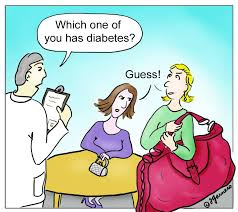 Which one of
you has diabetes?
Guess!